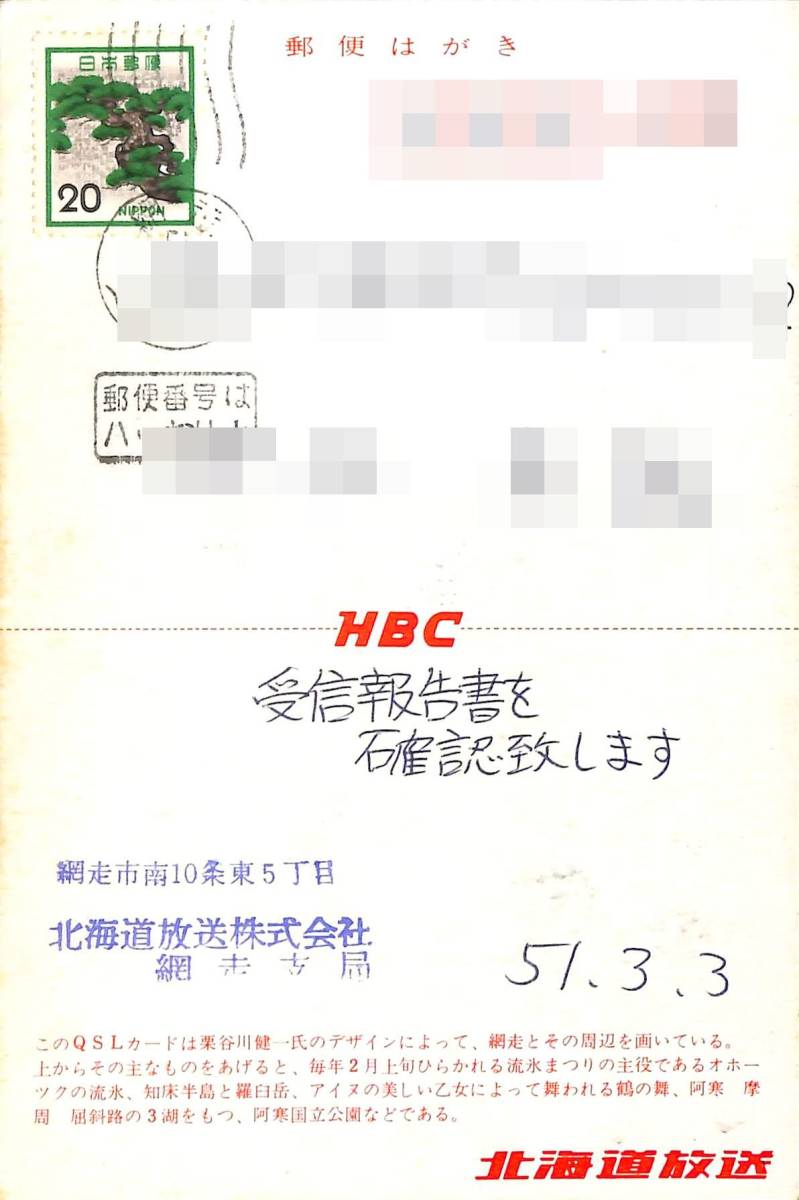 郵便はがき
日本郵便
20
NIPPON
郵便番号は
HBC
受信報告書を
確認致します
網走市南10条東5丁目
北海道放送株式会社
網走支局
51.3.3
このQSLカードは栗谷川健一氏のデザインによって、網走とその周辺を画いている。
上からその主なものをあげると、毎年2月上旬ひらかれる流氷まつりの主役であるオホー
ツクの流氷、知床半島と羅臼岳、アイヌの美しい乙女によって舞われる鶴の舞、阿寒 摩
周 屈斜路の3湖をもつ、阿寒国立公園などである。
北海道放送